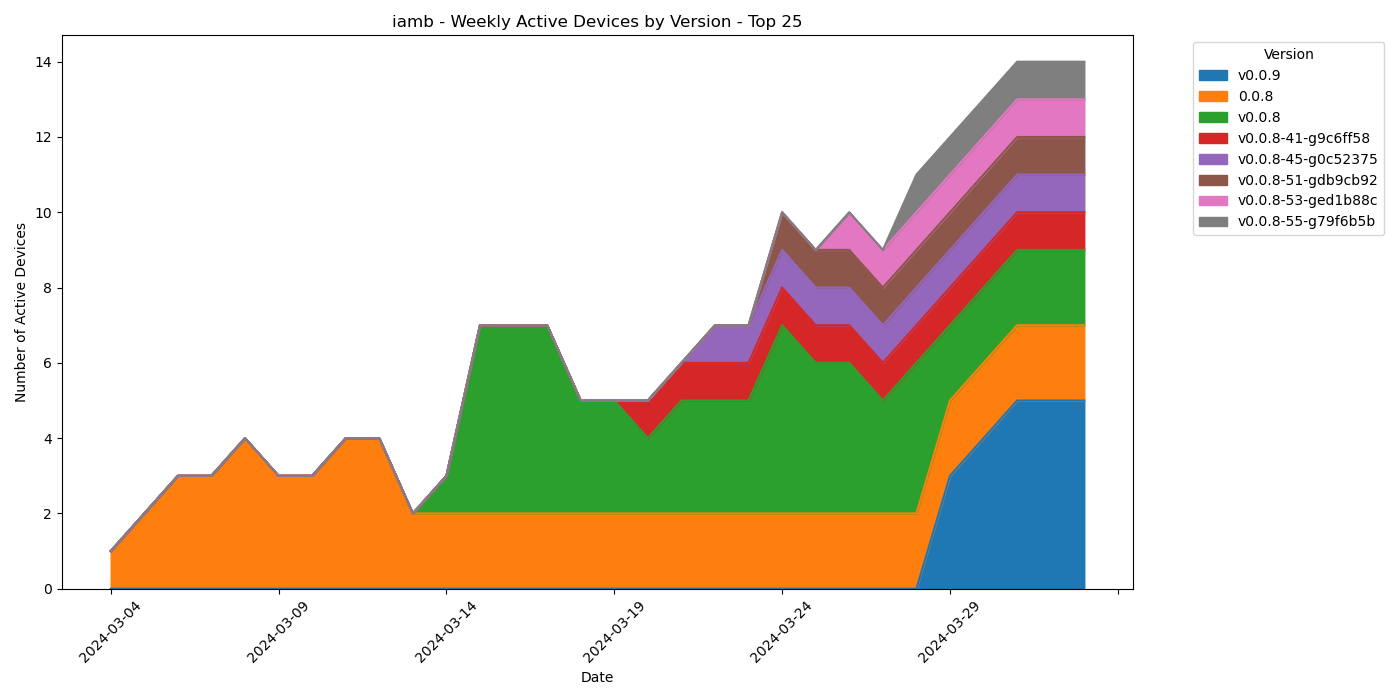 iamb - Weekly Active Devices by Version - Top 25
Number of Active Devices
14
12
10
8
6
4
2
0
2024-03-04
2024-03-09
2024-03-14
2024-03-19
2024-03-24
2024-03-29
Date
Version
v0.0.9
0.0.8
v0.0.8
v0.0.8-41-g9c6ff58
v0.0.8-45-g0c52375
v0.0.8-51-gdb9cb92
v0.0.8-53-ged1b88c
v0.0.8-55-g79f6b5b